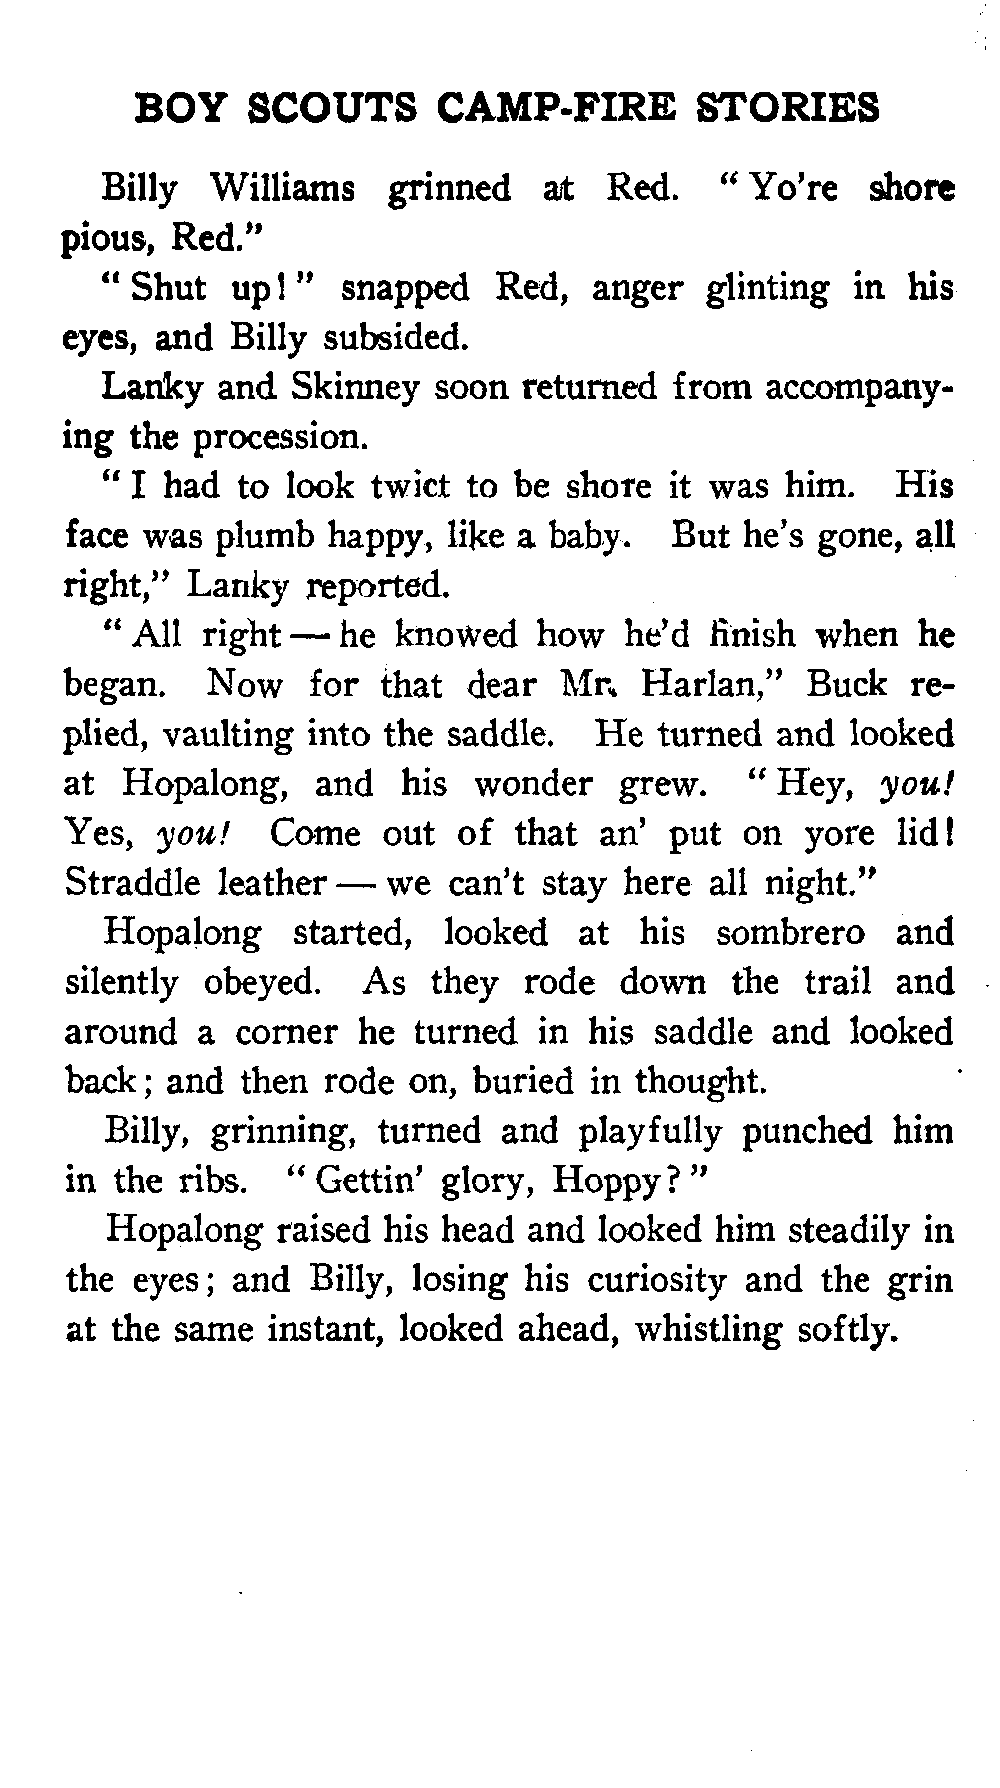 BOY SCOUTS CAMP-FIRE STORIES
Billy Williams grinned at Red. "Yo're shore
pious, Red."
"Shut up!" snapped Red, anger glinting in his
eyes, and Billy subsided.
Lanky and Skinney soon returned from accompany-
ing the procession.
"I had to look twict to be shore it was him. His
face was plumb happy, like a baby. But he's gone, all
right," Lanky reported.
"All right — he knowed how he'd finish when he
began. Now for that dear Mr. Harlan," Buck re-
plied, vaulting into the saddle. He turned and looked
at Hopalong, and his wonder grew. "Hey, you!
Yes, you! Come out of that an' put on yore lid!
Straddle leather — we can't stay here all night."
Hopalong started, looked at his sombrero and
silently obeyed. As they rode down the trail and
around a corner he turned in his saddle and looked
back; and then rode on, buried in thought.
Billy, grinning, turned and playfully punched him
in the ribs. "Gettin' glory, Hoppy?"
Hopalong raised his head and looked him steadily in
the eyes; and Billy, losing his curiosity and the grin
at the same instant, looked ahead, whistling softly.